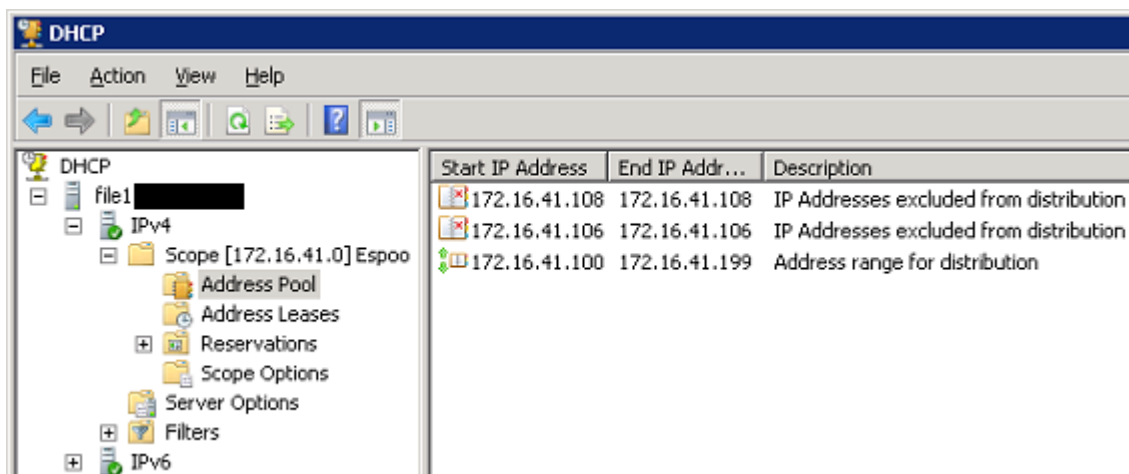 DHCP
File Action View Help
DHCP
file1
IPv4
Scope [172.16.41.0] Espoo
Address Pool
Address Leases
Reservations
Scope Options
Server Options
Filters
IPv6
Start IP Address End IP Addr... Description
172.16.41.108 172.16.41.108 IP Addresses excluded from distribution
172.16.41.106 172.16.41.106 IP Addresses excluded from distribution
172.16.41.100 172.16.41.199 Address range for distribution